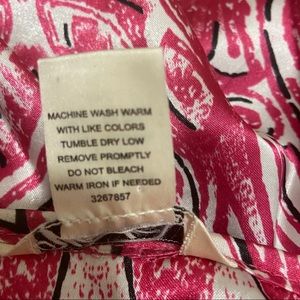 MACHINE WASH WARM
WITH LIKE COLORS
TUMBLE DRY LOW
REMOVE PROMPTLY
DO NOT BLEACH
WARM IRON IF NEEDED
3267857